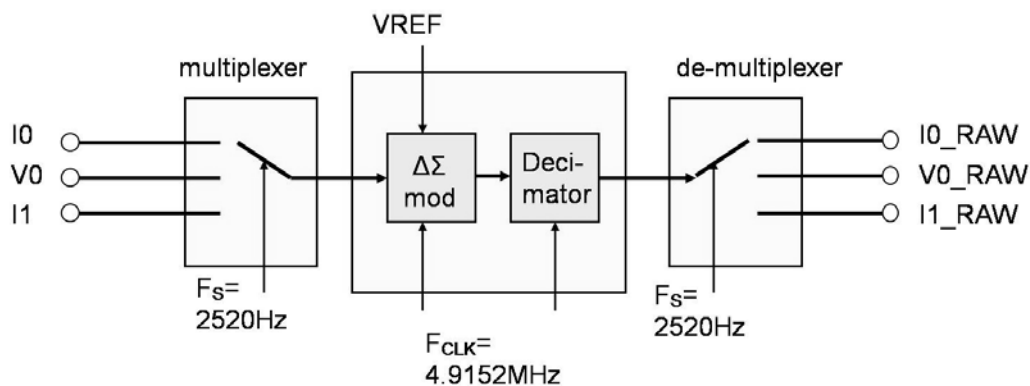 VREF
multiplexer
de-multiplexer
I0
V0
I1
ΔΣ
mod
Deci-
mator
I0_RAW
V0_RAW
I1_RAW
FS=
2520Hz
FCLK=
4.9152MHz
FS=
2520Hz